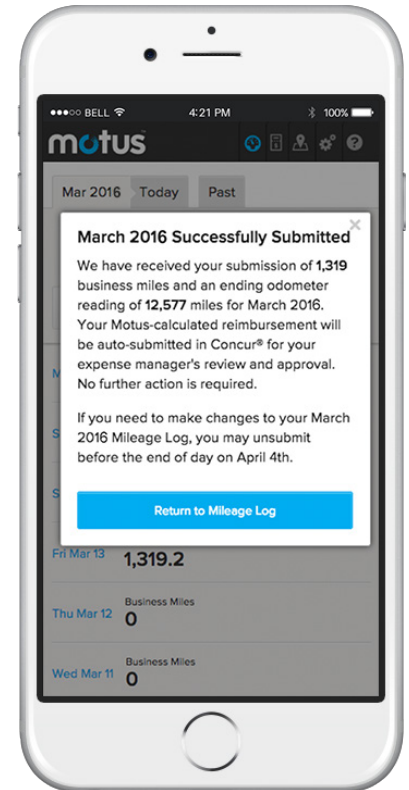 BELL
4:21 PM
100%
motus
Mar 2016
Today
Past
×
March 2016 Successfully Submitted
We have received your submission of 1,319
business miles and an ending odometer
reading of 12,577 miles for March 2016.
Your Motus-calculated reimbursement will
be auto-submitted in Concur® for your
expense manager's review and approval.
No further action is required.
If you need to make changes to your March
2016 Mileage Log, you may unsubmit
before the end of day on April 4th.
Return to Mileage Log
M
S
S
Fri Mar 13
1,319.2
Thu Mar 12
Business Miles
0
Wed Mar 11
Business Miles
0